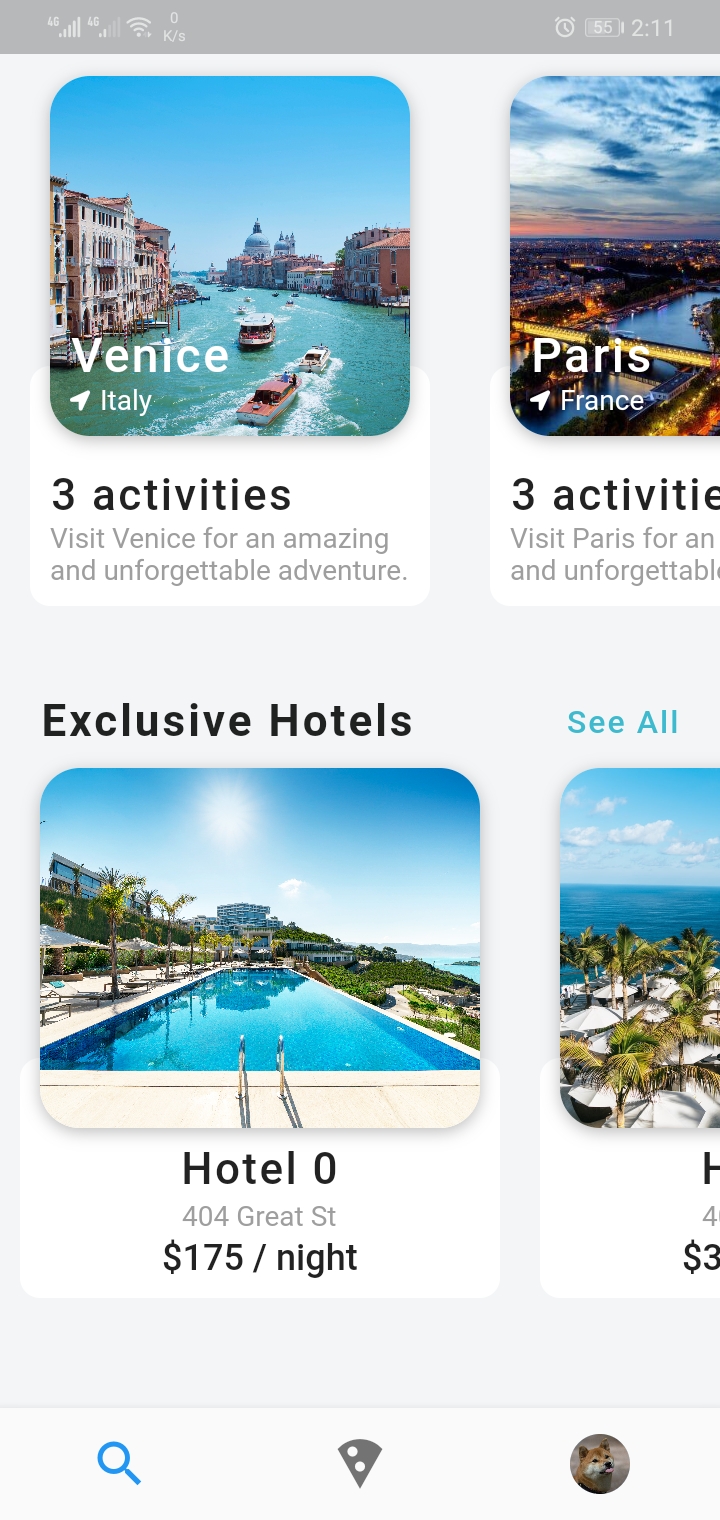 4G 4G 0 K/s 55 2:11
Venice
Italy
3 activities
Visit Venice for an amazing
and unforgettable adventure.
Paris
France
3 activitie
Visit Paris for an
and unforgettabl
Exclusive Hotels See All
Hotel 0
404 Great St
$175 / night
H
40
$3